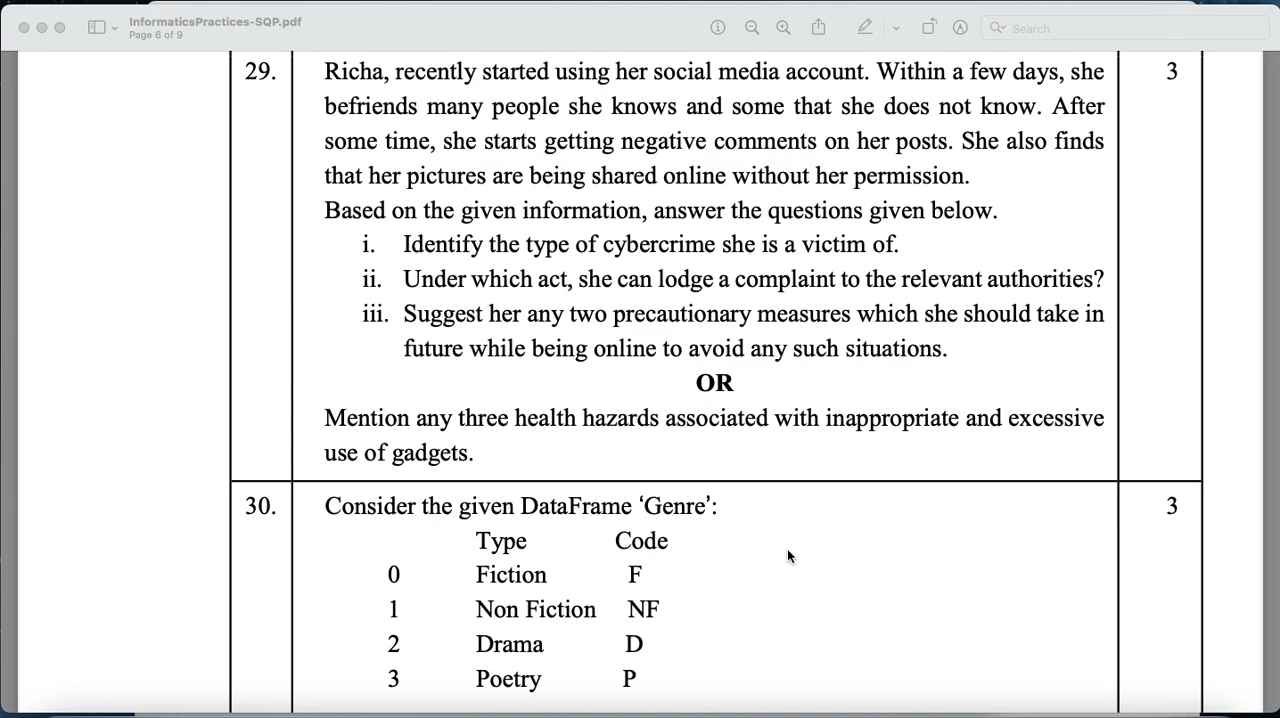 InformaticsPractices-SQP.pdf
Page 6 of 9
Search
29. Richa, recently started using her social media account. Within a few days, she 3
befriends many people she knows and some that she does not know. After
some time, she starts getting negative comments on her posts. She also finds
that her pictures are being shared online without her permission.
Based on the given information, answer the questions given below.
i. Identify the type of cybercrime she is a victim of.
ii. Under which act, she can lodge a complaint to the relevant authorities?
iii. Suggest her any two precautionary measures which she should take in
future while being online to avoid any such situations.
OR
Mention any three health hazards associated with inappropriate and excessive
use of gadgets.
30. Consider the given DataFrame ‘Genre’: 3
Type Code
0 Fiction F
1 Non Fiction NF
2 Drama D
3 Poetry P